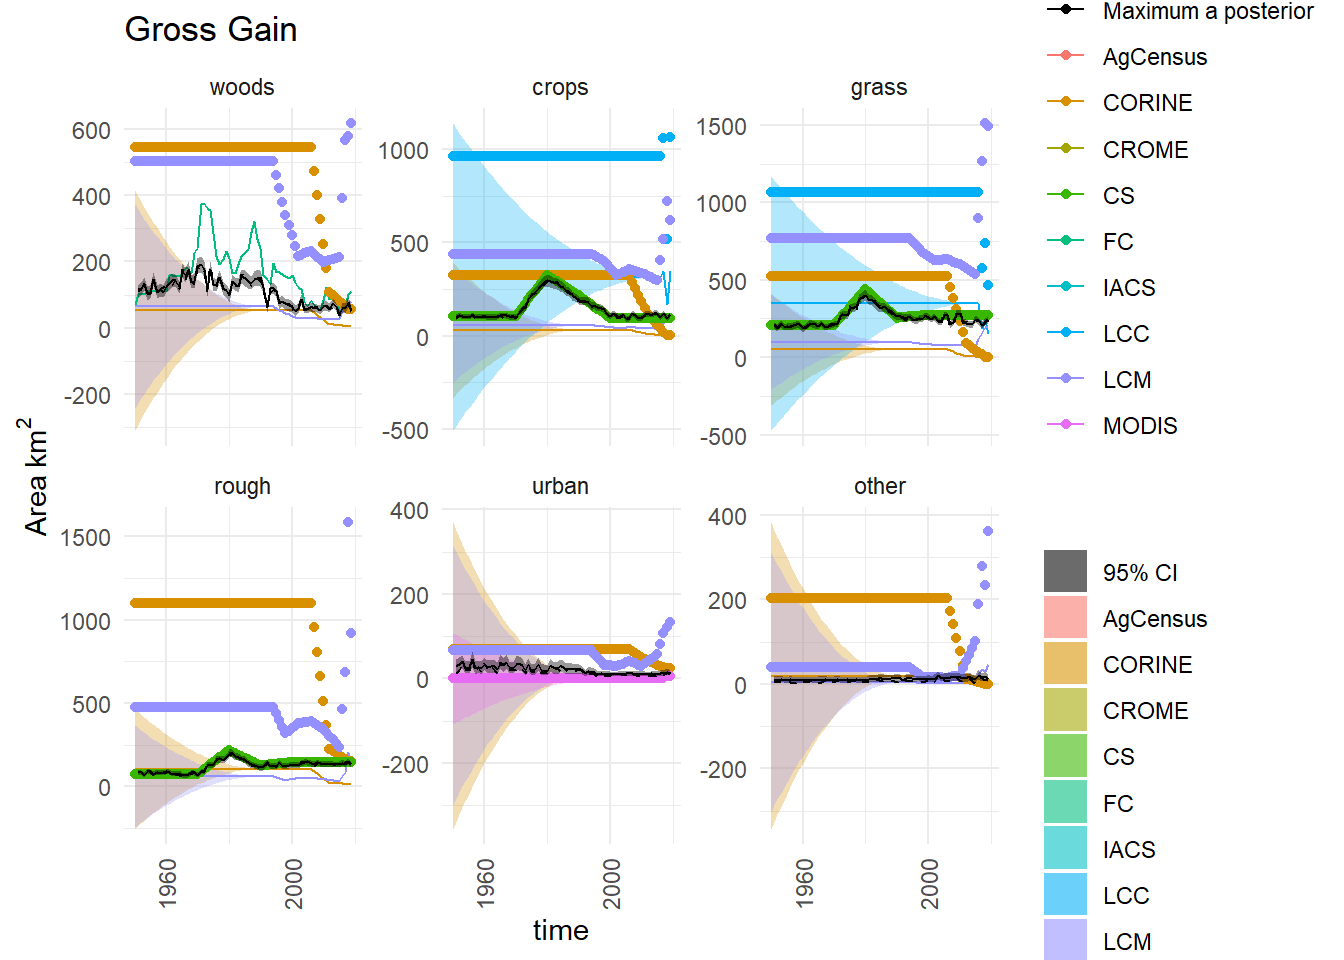 Gross Gain
woods
crops
grass
600
400
200
0
-200
1000
500
0
-500
1500
1000
500
0
-500
rough
urban
other
1500
1000
500
0
400
200
0
-200
400
200
0
-200
1960
2000
1960
2000
1960
2000
Area km2
time
Maximum a posterior
AgCensus
CORINE
CROME
CS
FC
IACS
LCC
LCM
MODIS
95% CI
AgCensus
CORINE
CROME
CS
FC
IACS
LCC
LCM